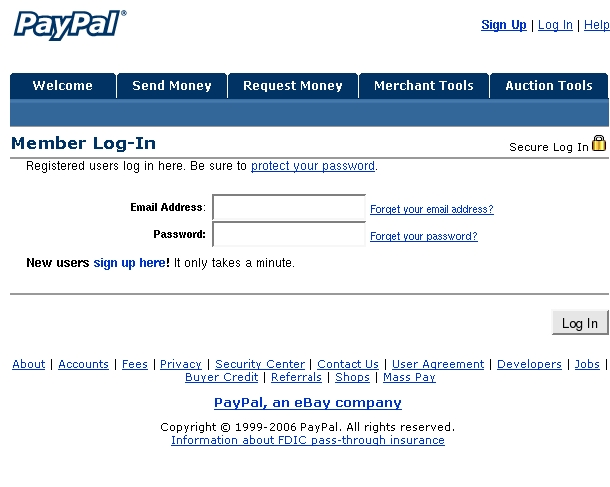 PayPal®
Sign Up | Log In | Help
Welcome Send Money Request Money Merchant Tools Auction Tools
Member Log-In
Secure Log In
Registered users log in here. Be sure to protect your password.
Email Address: Forget your email address?
Password: Forget your password?
New users sign up here! It only takes a minute.
Log In
About | Accounts | Fees | Privacy | Security Center | Contact Us | User Agreement | Developers | Jobs |
Buyer Credit | Referrals | Shops | Mass Pay
PayPal, an eBay company
Copyright © 1999-2006 PayPal. All rights reserved.
Information about FDIC pass-through insurance